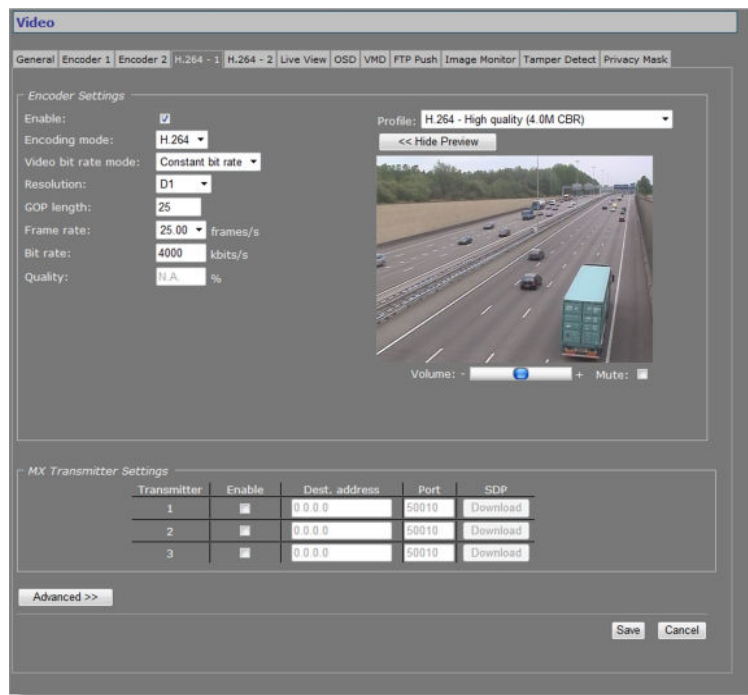 Video
General Encoder 1 Encoder 2 H.264 - 1 H.264 - 2 Live View OSD VMD FTP Push Image Monitor Tamper Detect Privacy Mask
Encoder Settings
Enable:
Profile: H.264 - High quality (4.0M CBR)
Encoding mode: H.264
<< Hide Preview
Video bit rate mode: Constant bit rate
Resolution: D1
GOP length: 25
Frame rate: 25.00 frames/s
Bit rate: 4000 kbits/s
Quality: N.A. %
Volume: - + Mute:
MX Transmitter Settings
Transmitter Enable Dest. address Port SDP
1 0.0.0.0 50010 Download
2 0.0.0.0 50010 Download
3 0.0.0.0 50010 Download
Advanced >>
Save Cancel